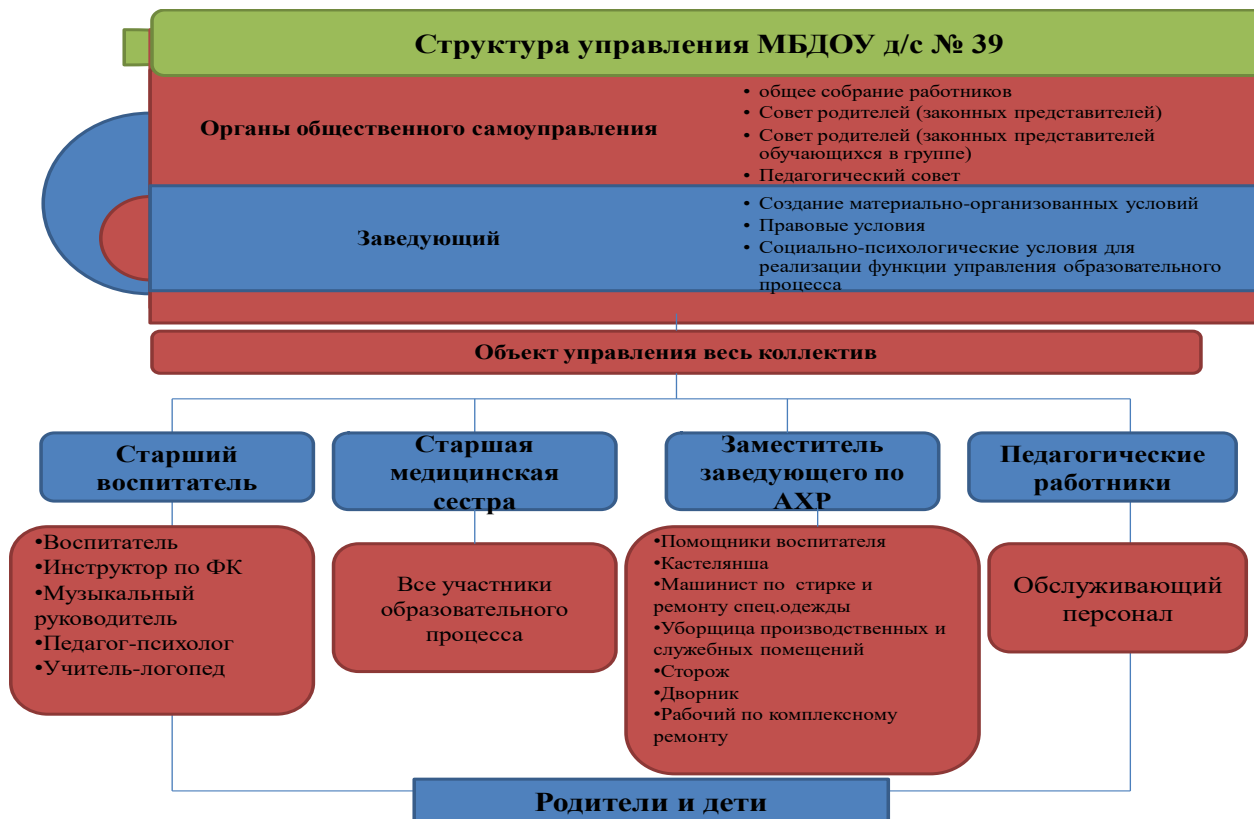 Структура управления МБДОУ д/с № 39
Органы общественного самоуправления
• общее собрание работников
• Совет родителей (законных представителей)
• Совет родителей (законных представителей
обучающихся в группе)
• Педагогический совет
Заведующий
• Создание материально-организованных условий
• Правовые условия
• Социально-психологические условия для
реализации функции управления образовательного
процесса
Объект управления весь коллектив
Старший
воспитатель
Старшая
медицинская
сестра
Заместитель
заведующего по
АХР
Педагогические
работники
•Воспитатель
•Инструктор по ФК
•Музыкальный
руководитель
•Педагог-психолог
•Учитель-логопед
Все участники
образовательного
процесса
•Помощники воспитателя
•Кастелянша
•Машинист по стирке и
ремонту спец.одежды
•Уборщица производственных и
служебных помещений
•Сторож
•Дворник
•Рабочий по комплексному
ремонту
Обслуживающий
персонал
Родители и дети